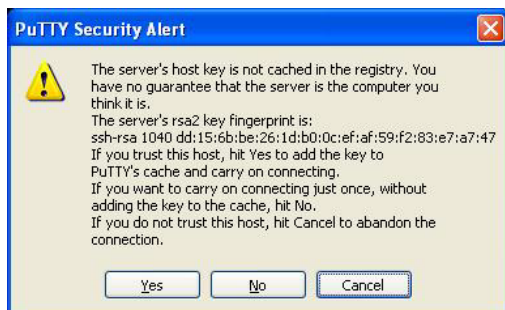 PuTTY Security Alert
The server's host key is not cached in the registry. You
have no guarantee that the server is the computer you
think it is.
The server's rsa2 key fingerprint is:
ssh-rsa 1040 dd:15:6b:be:26:1d:b0:0c:ef:af:59:f2:83:e7:a7:47
If you trust this host, hit Yes to add the key to
PuTTY's cache and carry on connecting.
If you want to carry on connecting just once, without
adding the key to the cache, hit No.
If you do not trust this host, hit Cancel to abandon the
connection.
Yes No Cancel